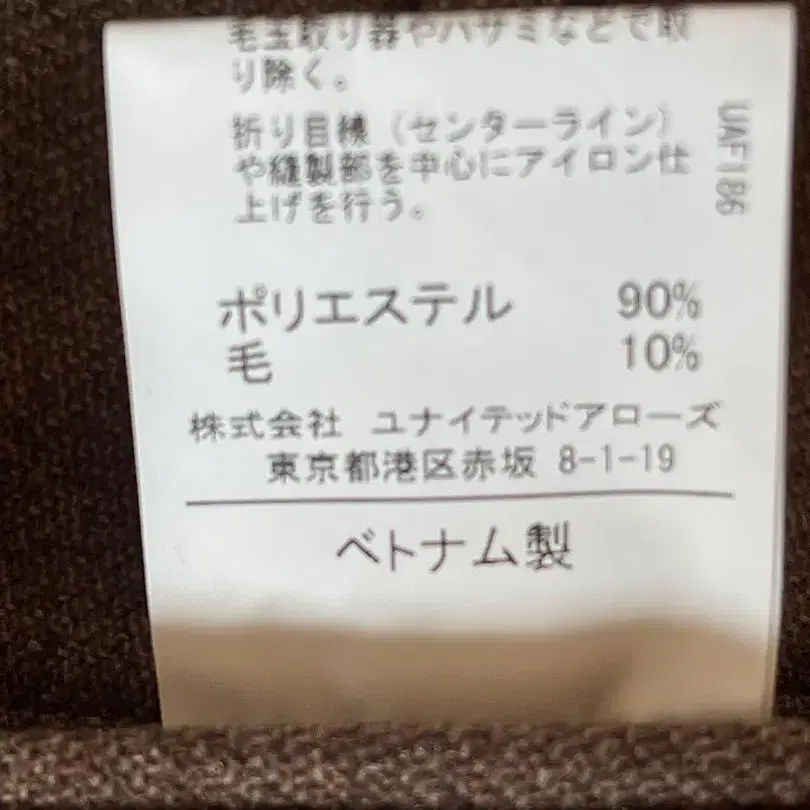 毛玉取り器やハサミなどで取
り除く。
折り目線（センターライン）
や縫製部を中心にアイロン仕
上げを行う。
UAF186
ポリエステル 90%
毛 10%
株式会社 ユナイテッドアローズ
東京都港区赤坂 8-1-19
ベトナム製